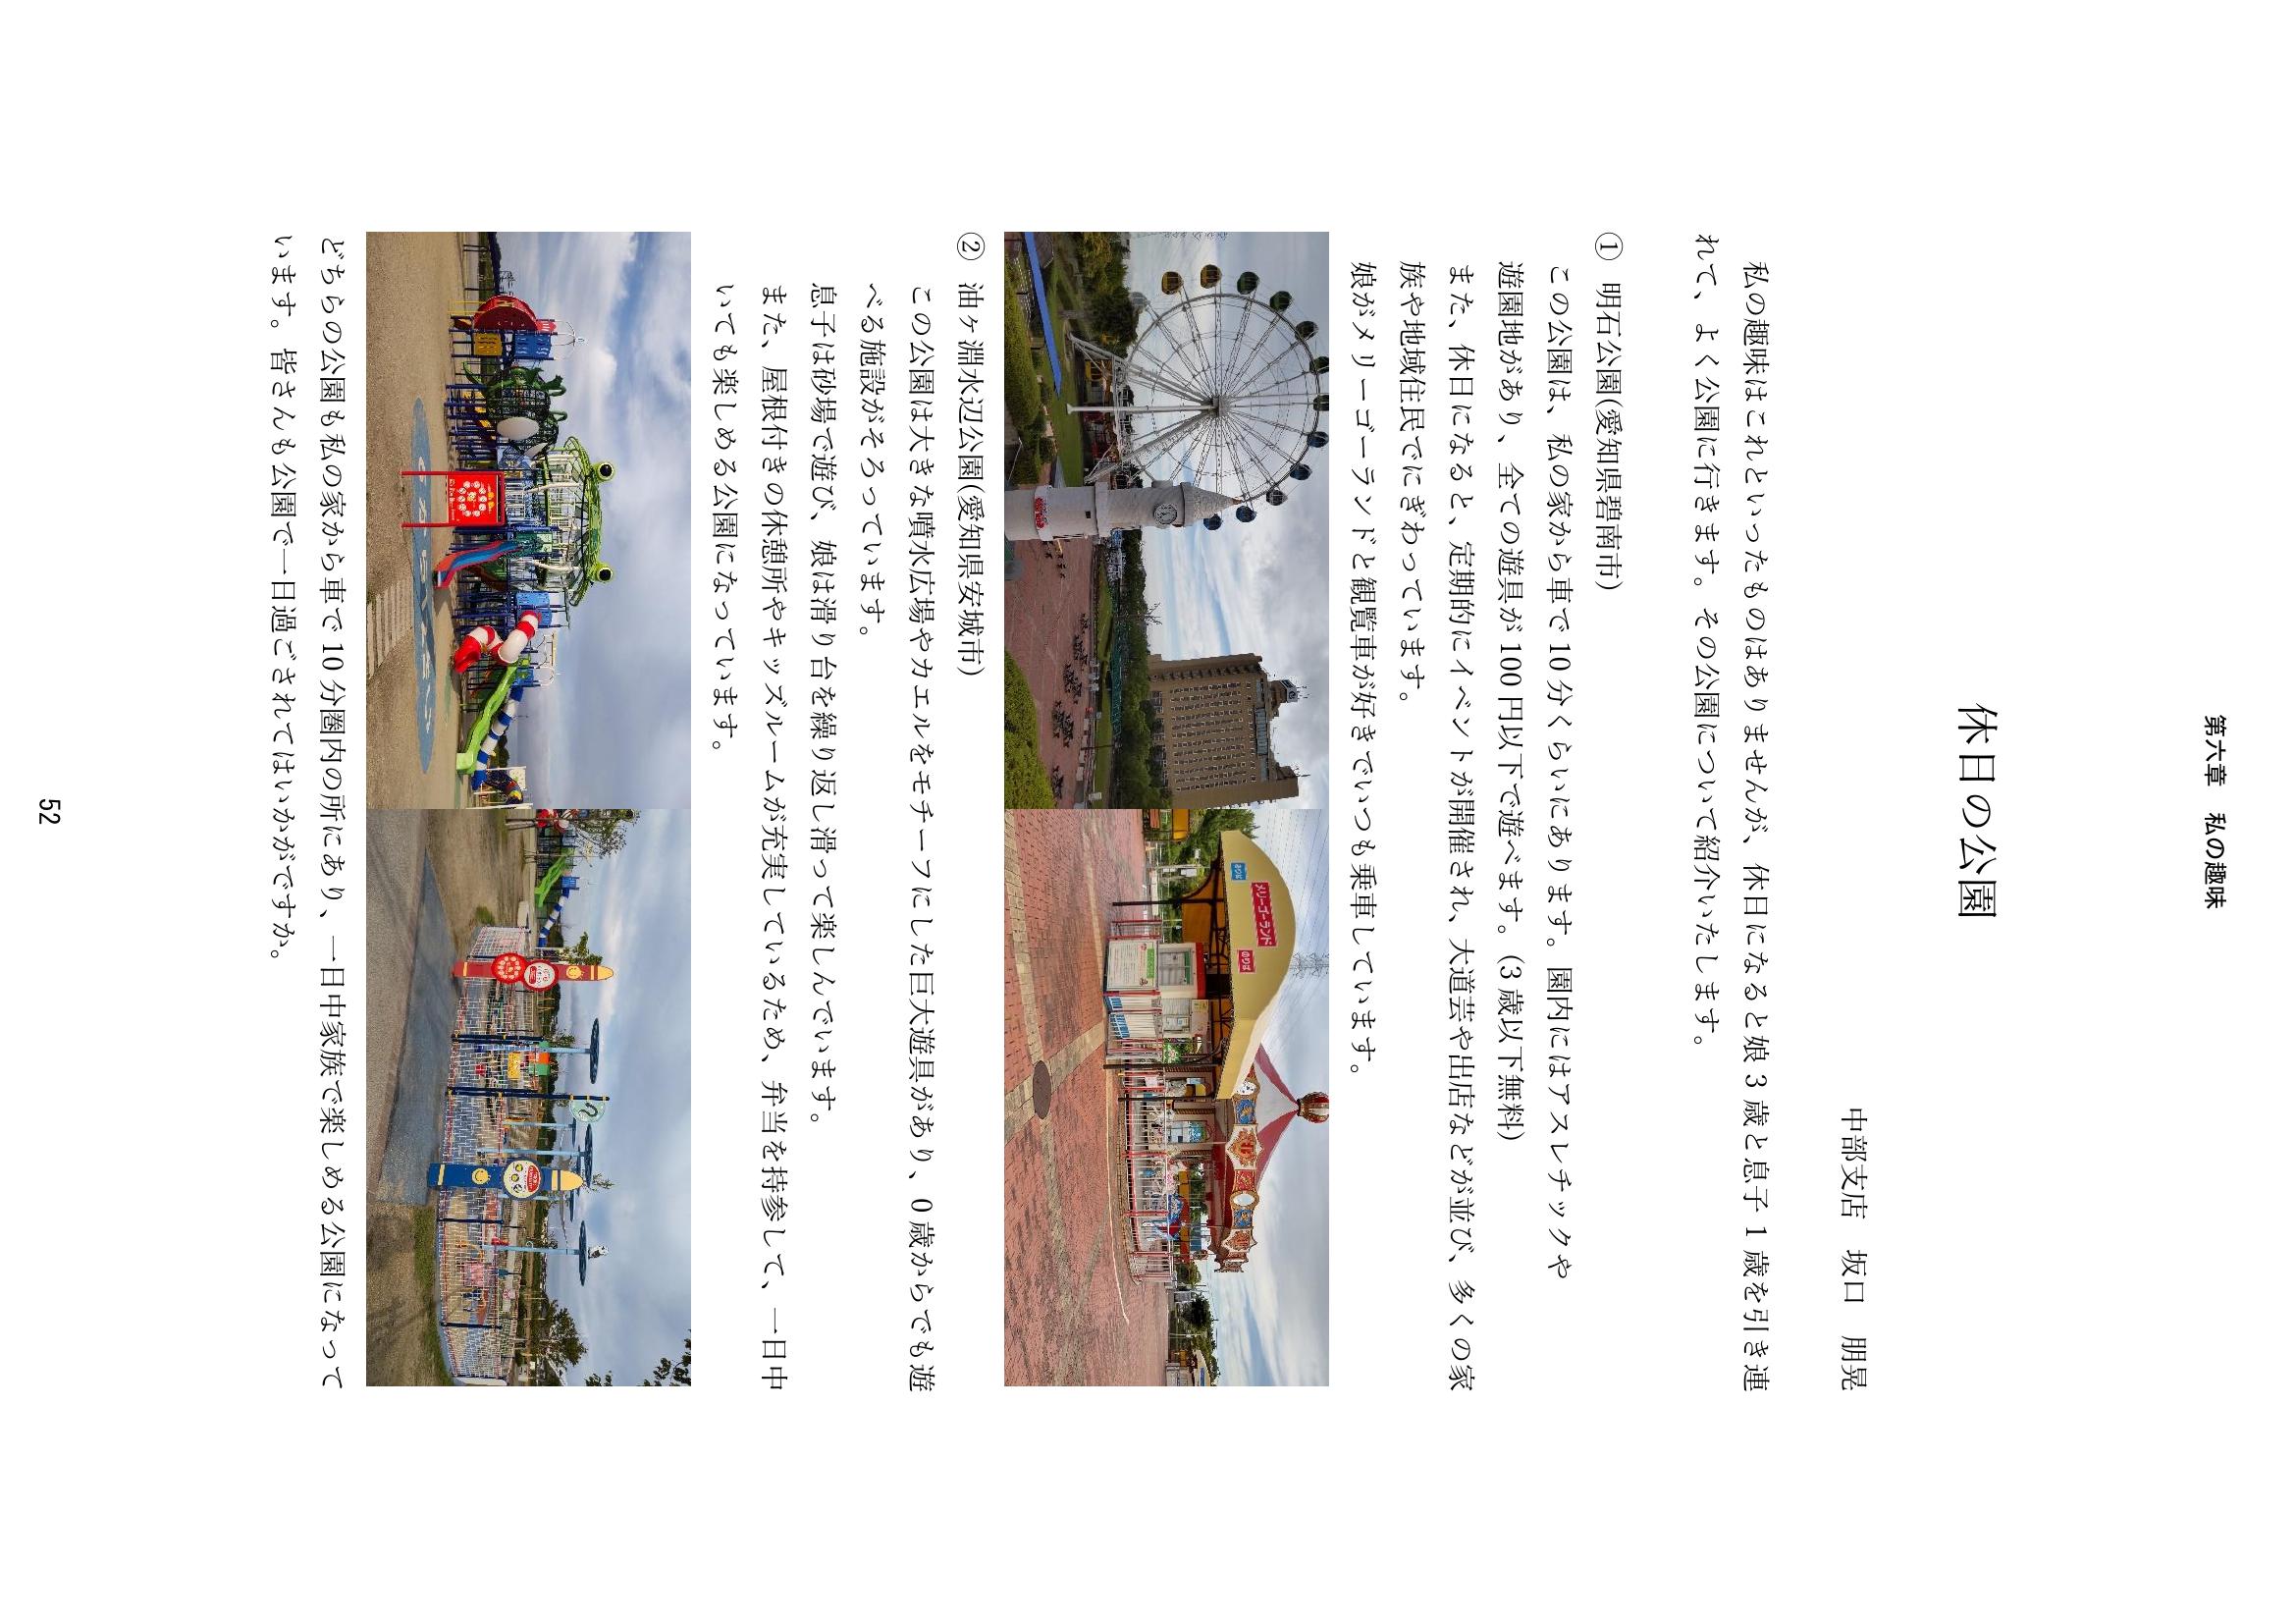 第六章　私の趣味
休日の公園
中部支店　坂口　朋晃
私の趣味はこれといったものはありませんが、休日になると娘 3 歳と息子 1 歳を引き連
れて、よく公園に行きます。その公園について紹介いたします。
① 明石公園(愛知県碧南市)
この公園は、私の家から車で 10 分くらいにあります。園内にはアスレチックや
遊園地があり、全ての遊具が 100 円以下で遊べます。(3 歳以下無料)
また、休日になると、定期的にイベントが開催され、大道芸や出店などが並び、多くの家
族や地域住民でにぎわっています。
娘がメリーゴーランドと観覧車が好きでいつも乗車しています。
メリーゴーランド
のりば
② 油ヶ淵水辺公園(愛知県安城市)
この公園は大きな噴水広場やカエルをモチーフにした巨大遊具があり、0 歳からでも遊
べる施設がそろっています。
息子は砂場で遊び、娘は滑り台を繰り返し滑って楽しんでいます。
また、屋根付きの休憩所やキッズルームが充実しているため、弁当を持参して、一日中
いても楽しめる公園になっています。
どちらの公園も私の家から車で 10 分圏内の所にあり、一日中家族で楽しめる公園になって
います。皆さんも公園で一日過ごされてはいかがですか。
52